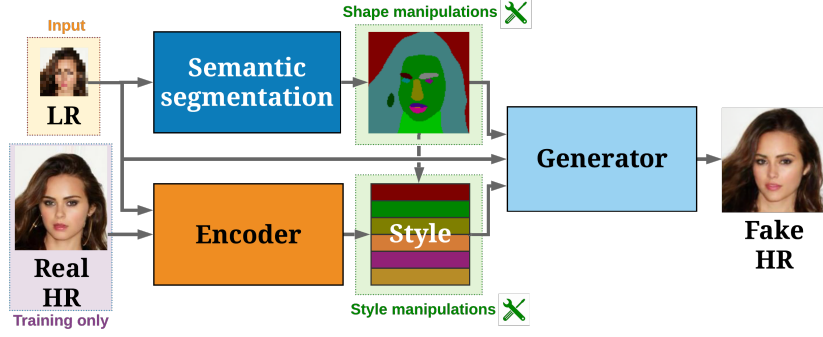 Shape manipulations
Input
LR
Semantic
segmentation
Generator
Real
HR
Training only
Encoder
Style
Style manipulations
Fake
HR